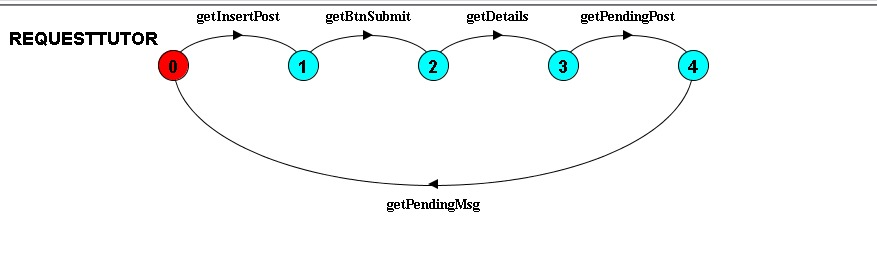 getInsertPost getBtnSubmit getDetails getPendingPost
REQUESTTUTOR
0 1 2 3 4
getPendingMsg